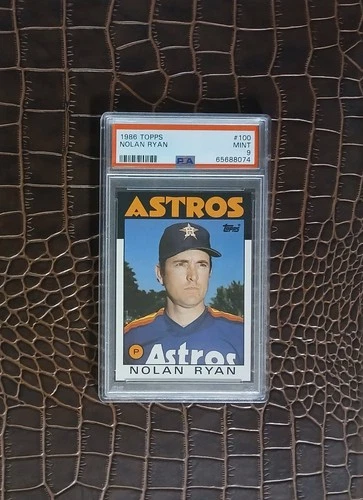 1986 TOPPS #100
NOLAN RYAN MINT
9
PSA 65688074
ASTROS
Topps
P
Astros
NOLAN RYAN